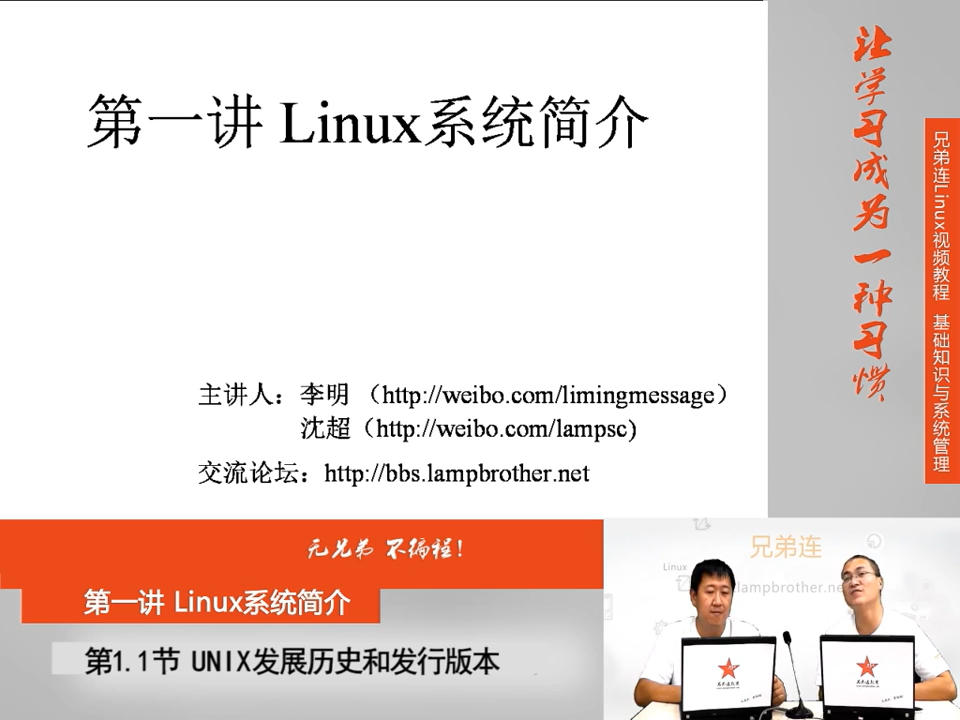 第一讲 Linux系统简介
主讲人：李明 （http://weibo.com/limingmessage）
沈超（http://weibo.com/lampsc)
交流论坛：http://bbs.lampbrother.net
让学习成为一种习惯
兄弟连Linux视频教程 基础知识与系统管理
无兄弟 不编程！
第一讲 Linux系统简介
第1.1节 UNIX发展历史和发行版本
兄弟连
Linux
lampbrother.ne